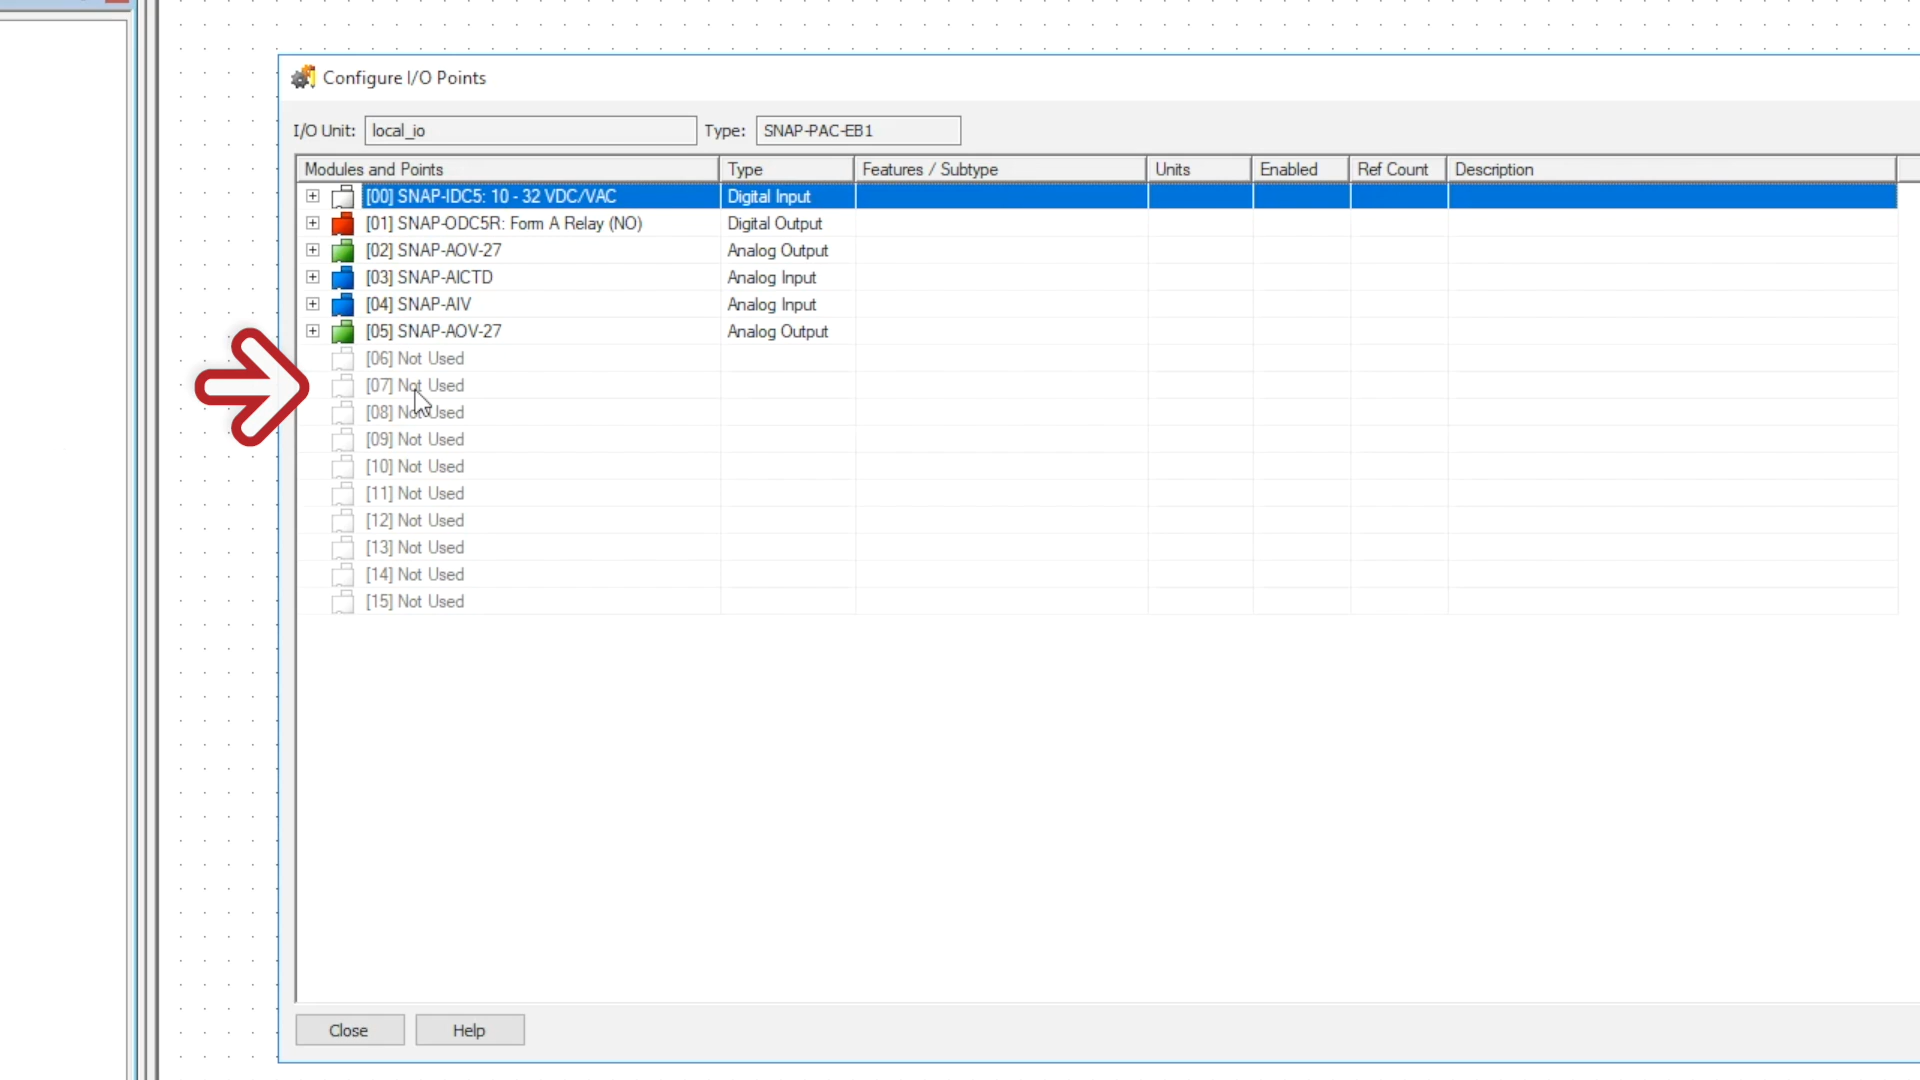 Configure I/O Points
I/O Unit: local_io Type: SNAP-PAC-EB1
Modules and Points Type Features / Subtype Units Enabled Ref Count Description
[00] SNAP-IDC5: 10 - 32 VDC/VAC Digital Input
[01] SNAP-ODC5R: Form A Relay (NO) Digital Output
[02] SNAP-AOV-27 Analog Output
[03] SNAP-AICTD Analog Input
[04] SNAP-AIV Analog Input
[05] SNAP-AOV-27 Analog Output
[06] Not Used
[07] Not Used
[08] Not Used
[09] Not Used
[10] Not Used
[11] Not Used
[12] Not Used
[13] Not Used
[14] Not Used
[15] Not Used
Close Help